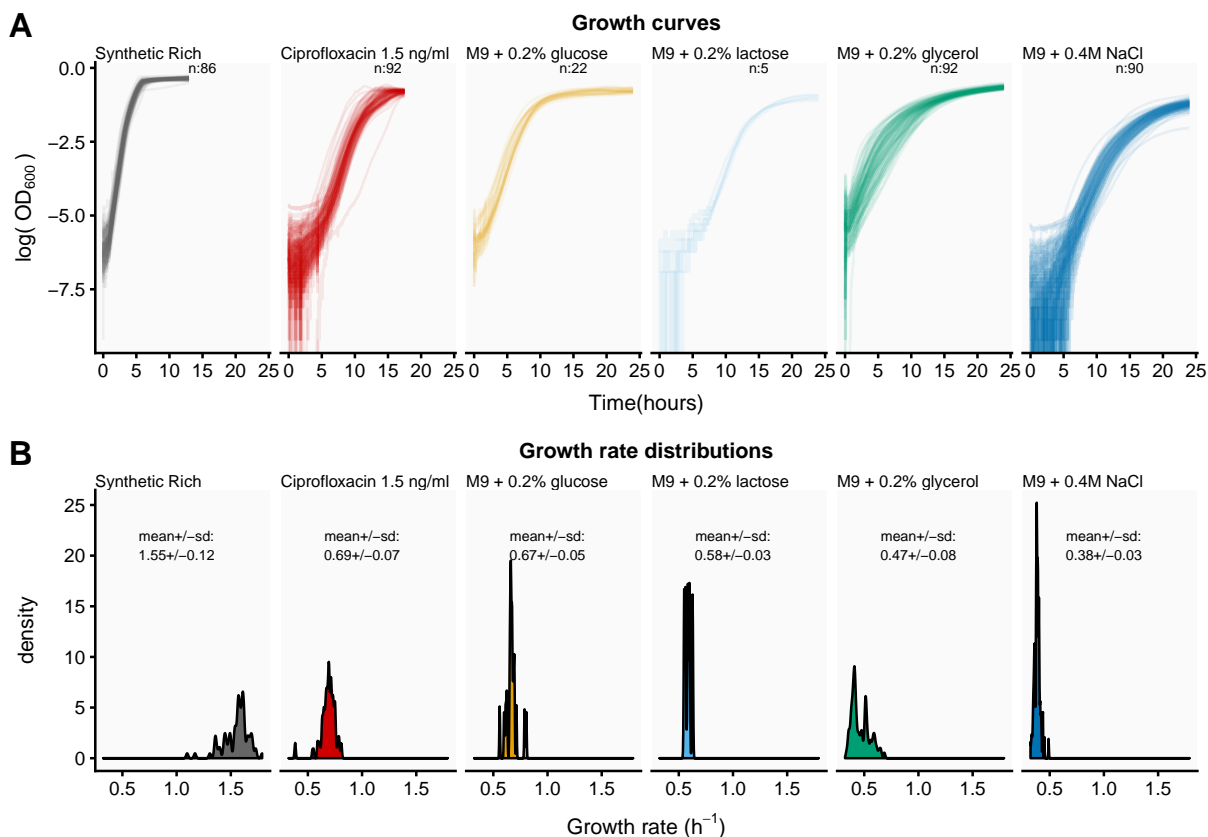 A
Growth curves
Synthetic Rich Ciprofloxacin 1.5 ng/ml M9 + 0.2% glucose M9 + 0.2% lactose M9 + 0.2% glycerol M9 + 0.4M NaCl
n:86 n:92 n:22 n:5 n:92 n:90
0.0
−2.5
−5.0
−7.5
log( OD₆₀₀ )
0 5 10 15 20 25 0 5 10 15 20 25 0 5 10 15 20 25 0 5 10 15 20 25 0 5 10 15 20 25 0 5 10 15 20 25
Time(hours)
B
Growth rate distributions
Synthetic Rich Ciprofloxacin 1.5 ng/ml M9 + 0.2% glucose M9 + 0.2% lactose M9 + 0.2% glycerol M9 + 0.4M NaCl
mean+/−sd: mean+/−sd: mean+/−sd: mean+/−sd: mean+/−sd: mean+/−sd:
1.55+/−0.12 0.69+/−0.07 0.67+/−0.05 0.58+/−0.03 0.47+/−0.08 0.38+/−0.03
25
20
15
10
5
0
density
0.5 1.0 1.5 0.5 1.0 1.5 0.5 1.0 1.5 0.5 1.0 1.5 0.5 1.0 1.5 0.5 1.0 1.5
Growth rate (h⁻¹)